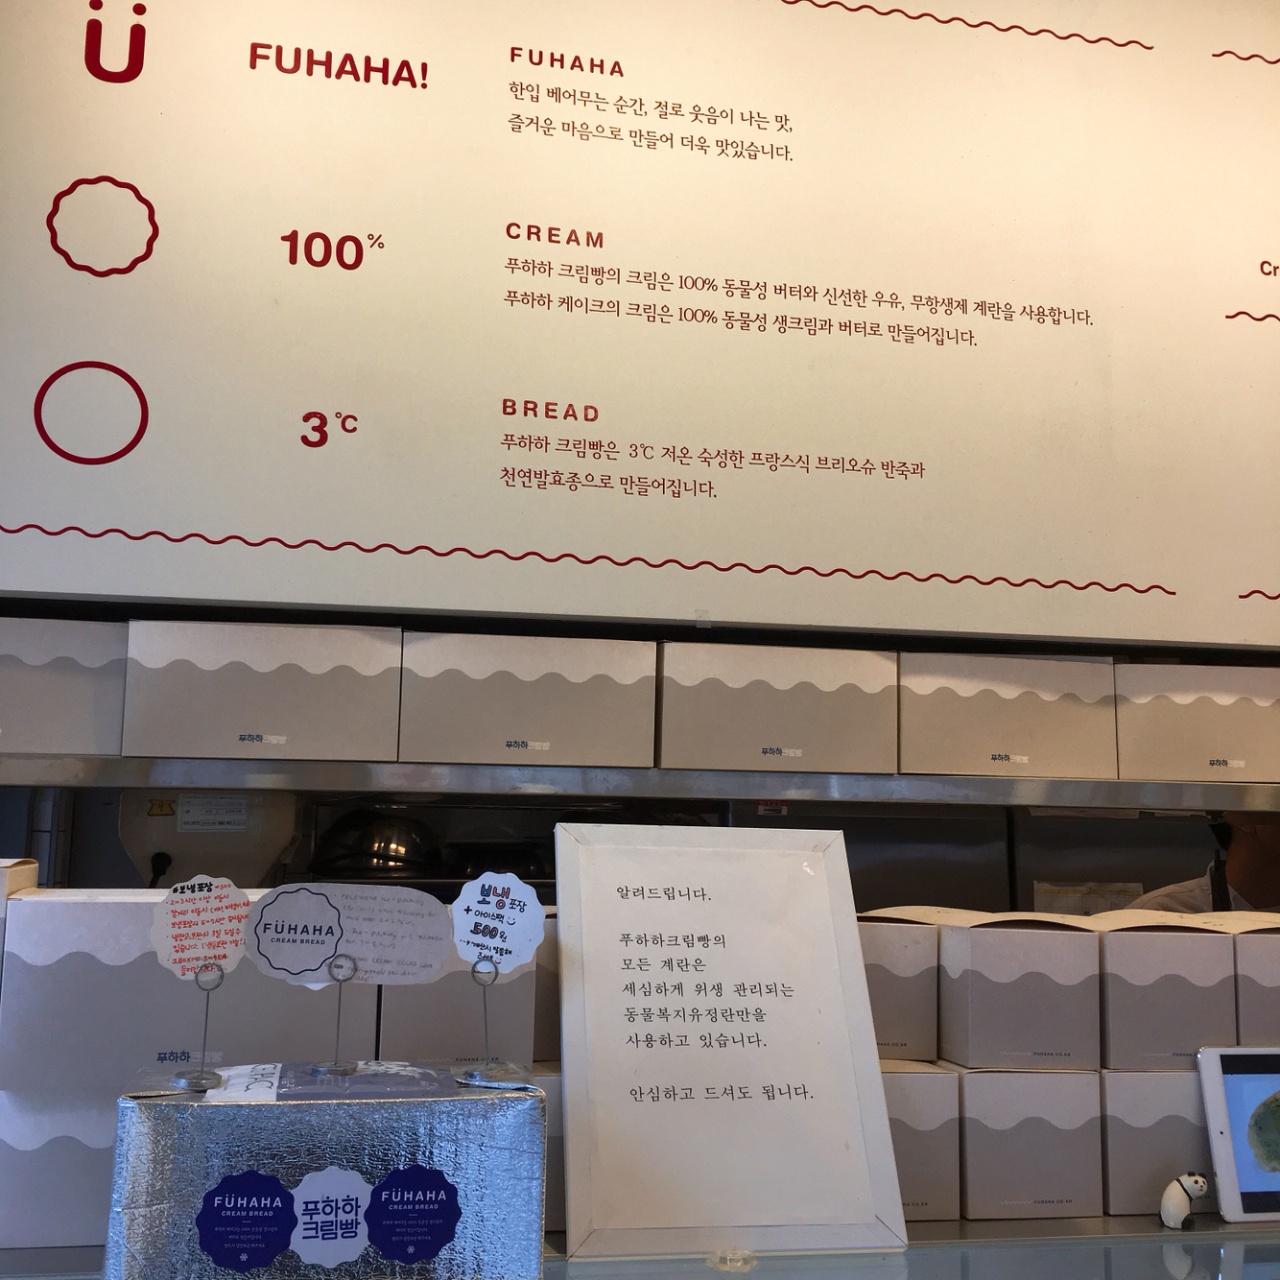 Ü
FUHAHA!
FUHAHA
한입 베어무는 순간, 절로 웃음이 나는 맛,
즐거운 마음으로 만들어 더욱 맛있습니다.
100%
CREAM
푸하하 크림빵의 크림은 100% 동물성 버터와 신선한 우유, 무항생제 계란을 사용합니다.
푸하하 케이크의 크림은 100% 동물성 생크림과 버터로 만들어집니다.
Cr
3℃
BREAD
푸하하 크림빵은 3℃ 저온 숙성한 프랑스식 브리오슈 반죽과
천연발효종으로 만들어집니다.
푸하하크림빵
푸하하크림빵
푸하하크림빵
푸하하크림빵
푸하하크림빵
보냉포장
FÜHAHA
CREAM BREAD
보냉포장
+ 아이스팩
500원
알려드립니다.
푸하하크림빵의
모든 계란은
세심하게 위생 관리되는
동물복지유정란만을
사용하고 있습니다.
안심하고 드셔도 됩니다.
푸하하크림빵
FÜHAHA
CREAM BREAD
푸하하
크림빵
FÜHAHA
CREAM BREAD